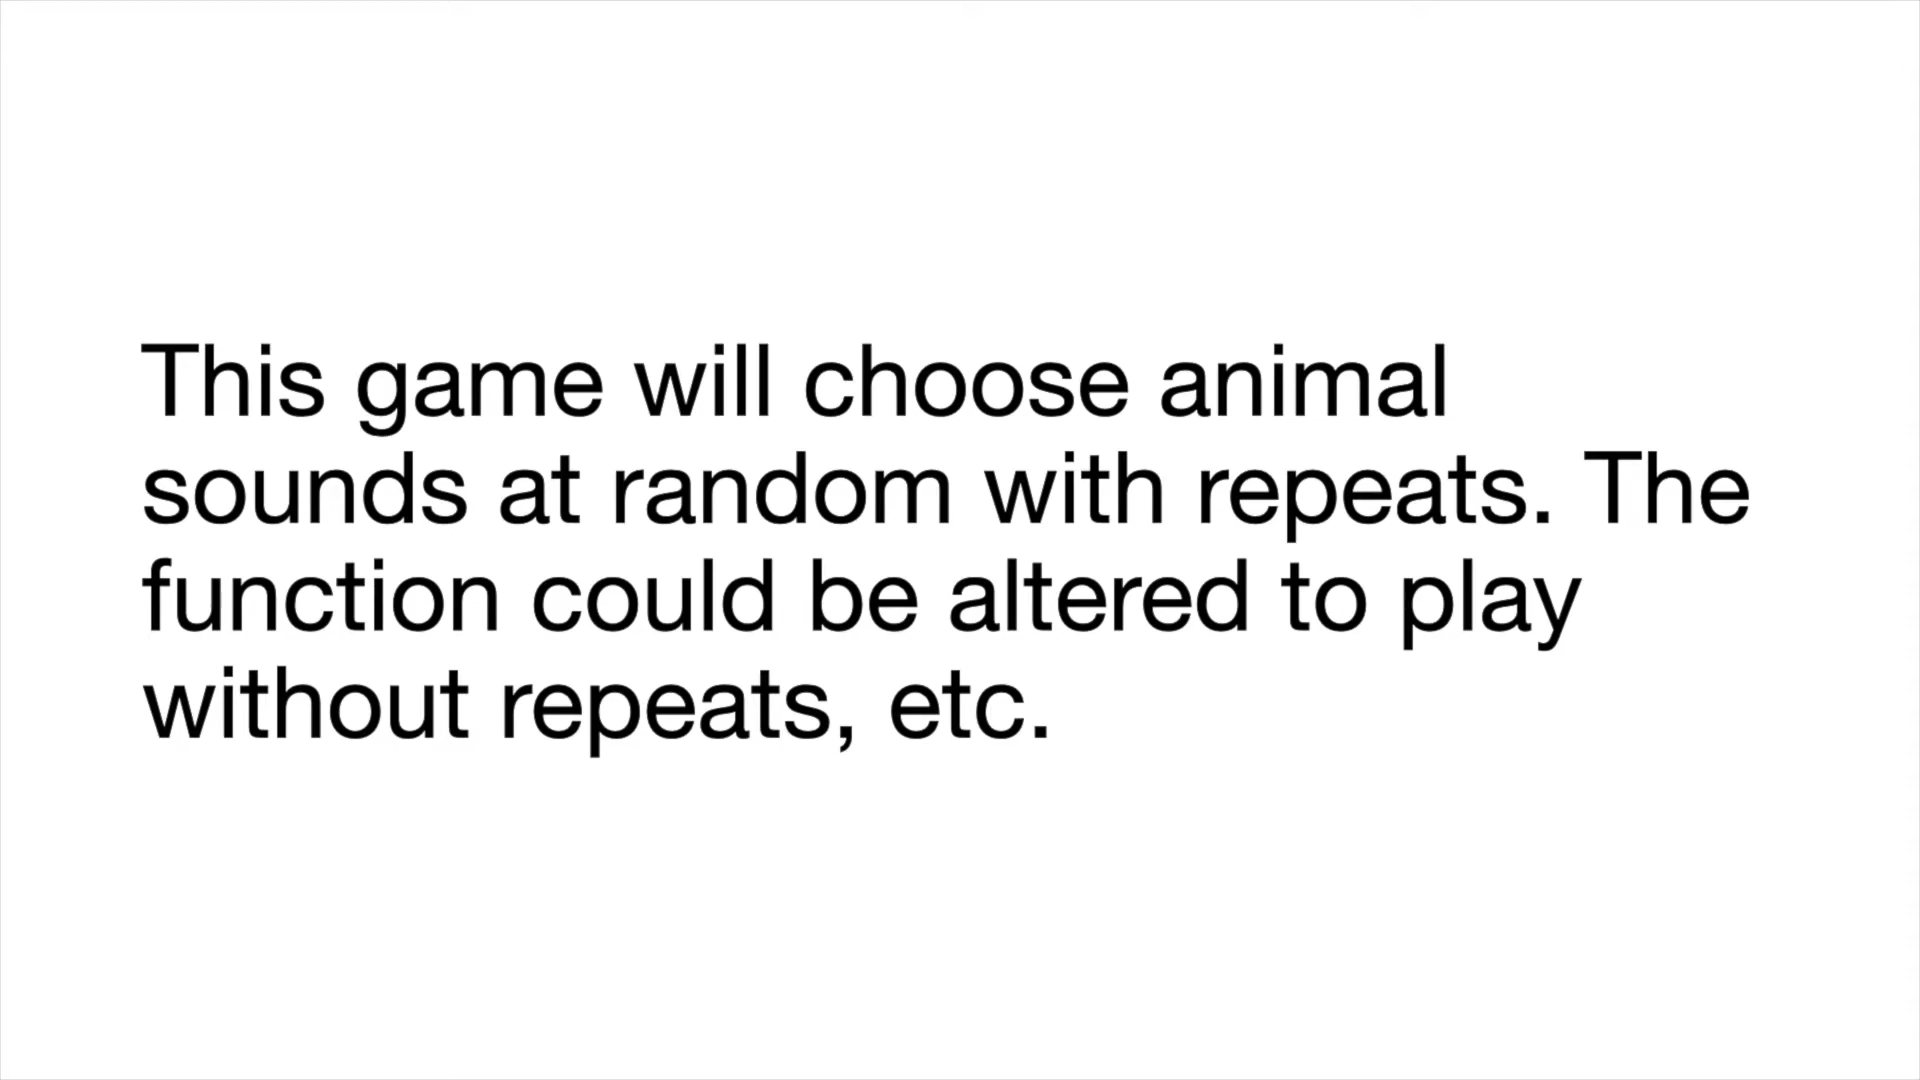 This game will choose animal
sounds at random with repeats. The
function could be altered to play
without repeats, etc.